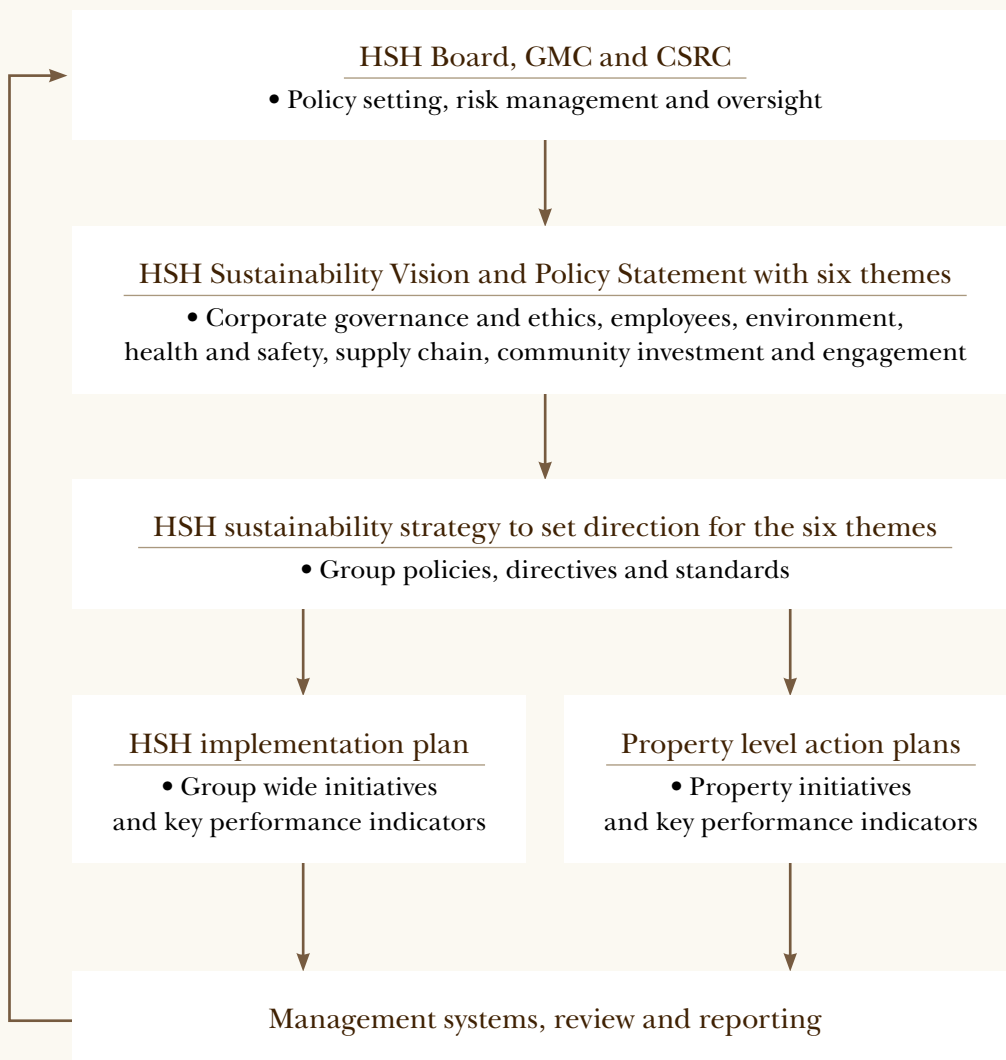 HSH Board, GMC and CSRC
• Policy setting, risk management and oversight
HSH Sustainability Vision and Policy Statement with six themes
• Corporate governance and ethics, employees, environment,
health and safety, supply chain, community investment and engagement
HSH sustainability strategy to set direction for the six themes
• Group policies, directives and standards
HSH implementation plan
• Group wide initiatives
and key performance indicators
Property level action plans
• Property initiatives
and key performance indicators
Management systems, review and reporting